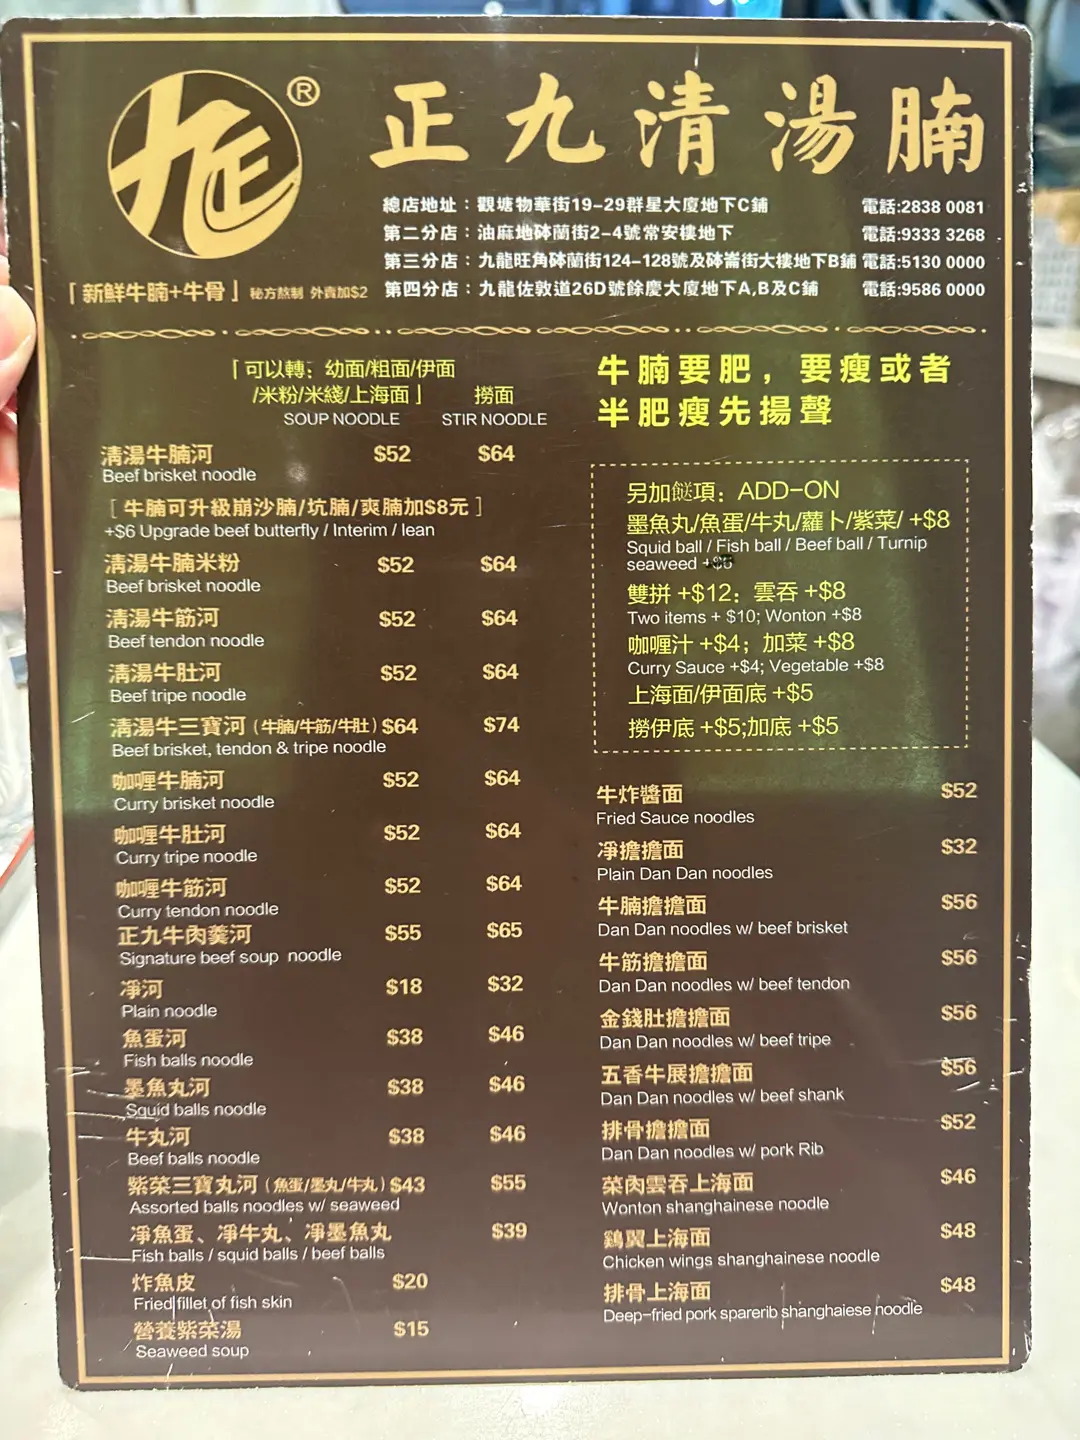 ®
正九清湯腩
總店地址：觀塘物華街19-29群星大廈地下C鋪 電話:2838 0081
第二分店：油麻地砵蘭街2-4號常安樓地下 電話:9333 3268
第三分店：九龍旺角砵蘭街124-128號及砵崙街大樓地下B鋪 電話:5130 0000
第四分店：九龍佐敦道26D號餘慶大廈地下A,B及C鋪 電話:9586 0000
「新鮮牛腩+牛骨」秘方熬制 外賣加$2
「可以轉：幼面/粗面/伊面
/米粉/米綫/上海面」 撈面
SOUP NOODLE STIR NOODLE
清湯牛腩河 $52 $64
Beef brisket noodle
［牛腩可升級崩沙腩/坑腩/爽腩加$8元］
+$6 Upgrade beef butterfly / Interim / lean
清湯牛腩米粉 $52 $64
Beef brisket noodle
清湯牛筋河 $52 $64
Beef tendon noodle
清湯牛肚河 $52 $64
Beef tripe noodle
清湯牛三寶河（牛腩/牛筋/牛肚）$64 $74
Beef brisket, tendon & tripe noodle
咖喱牛腩河 $52 $64
Curry brisket noodle
咖喱牛肚河 $52 $64
Curry tripe noodle
咖喱牛筋河 $52 $64
Curry tendon noodle
正九牛肉羹河 $55 $65
Signature beef soup noodle
淨河 $18 $32
Plain noodle
魚蛋河 $38 $46
Fish balls noodle
墨魚丸河 $38 $46
Squid balls noodle
牛丸河 $38 $46
Beef balls noodle
紫菜三寶丸河（魚蛋/墨丸/牛丸）$43 $55
Assorted balls noodles w/ seaweed
凈魚蛋、凈牛丸、凈墨魚丸 $39
Fish balls / squid balls / beef balls
炸魚皮 $20
Fried fillet of fish skin
營養紫菜湯 $15
Seaweed soup
牛腩要肥，要瘦或者
半肥瘦先揚聲
另加餸項：ADD-ON
墨魚丸/魚蛋/牛丸/蘿卜/紫菜/ +$8
Squid ball / Fish ball / Beef ball / Turnip
seaweed
雙拼 +$12；雲吞 +$8
Two items + $10; Wonton +$8
咖喱汁 +$4；加菜 +$8
Curry Sauce +$4; Vegetable +$8
上海面/伊面底 +$5
撈伊底 +$5;加底 +$5
牛炸醬面 $52
Fried Sauce noodles
凈擔擔面 $32
Plain Dan Dan noodles
牛腩擔擔面 $56
Dan Dan noodles w/ beef brisket
牛筋擔擔面 $56
Dan Dan noodles w/ beef tendon
金錢肚擔擔面 $56
Dan Dan noodles w/ beef tripe
五香牛展擔擔面 $56
Dan Dan noodles w/ beef shank
排骨擔擔面 $52
Dan Dan noodles w/ pork Rib
菜肉雲吞上海面 $46
Wonton shanghainese noodle
鷄翼上海面 $48
Chicken wings shanghainese noodle
排骨上海面 $48
Deep-fried pork sparerib shanghaiese noodle